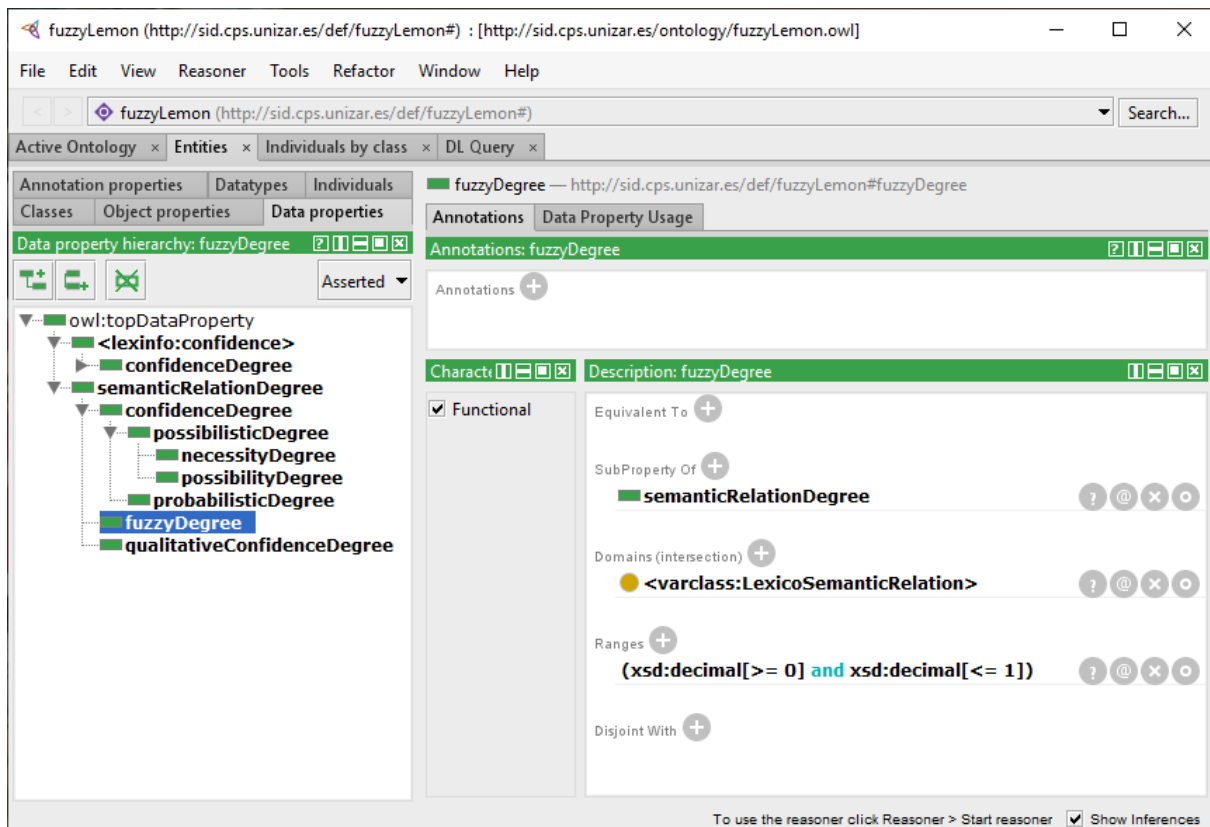 fuzzyLemon (http://sid.cps.unizar.es/def/fuzzyLemon#) : [http://sid.cps.unizar.es/ontology/fuzzyLemon.owl]
File Edit View Reasoner Tools Refactor Window Help
< > fuzzyLemon (http://sid.cps.unizar.es/def/fuzzyLemon#) Search...
Active Ontology × Entities × Individuals by class × DL Query ×
Annotation properties Datatypes Individuals
Classes Object properties Data properties
Data property hierarchy: fuzzyDegree
Asserted
owl:topDataProperty
<lexinfo:confidence>
confidenceDegree
semanticRelationDegree
confidenceDegree
possibilisticDegree
necessityDegree
possibilityDegree
probabilisticDegree
fuzzyDegree
qualitativeConfidenceDegree
fuzzyDegree — http://sid.cps.unizar.es/def/fuzzyLemon#fuzzyDegree
Annotations Data Property Usage
Annotations: fuzzyDegree
Annotations
Characte
Functional
Description: fuzzyDegree
Equivalent To
SubProperty Of
semanticRelationDegree
Domains (intersection)
<varclass:LexicoSemanticRelation>
Ranges
(xsd:decimal[>= 0] and xsd:decimal[<= 1])
Disjoint With
To use the reasoner click Reasoner > Start reasoner Show Inferences